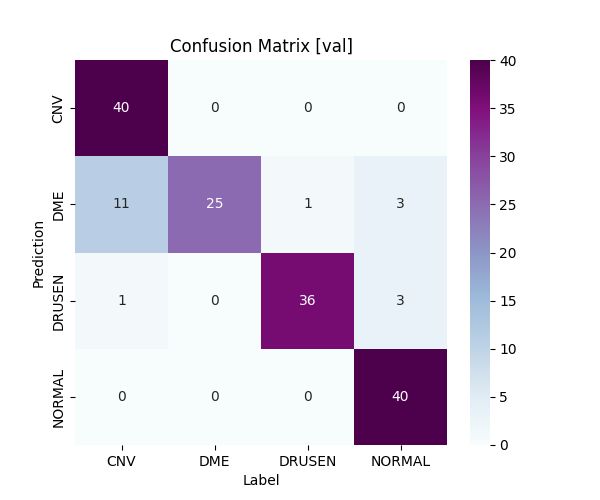 Confusion Matrix [val]
Prediction
CNV
40 0 0 0
DME
11 25 1 3
DRUSEN
1 0 36 3
NORMAL
0 0 0 40
CNV DME DRUSEN NORMAL
Label
40
35
30
25
20
15
10
5
0